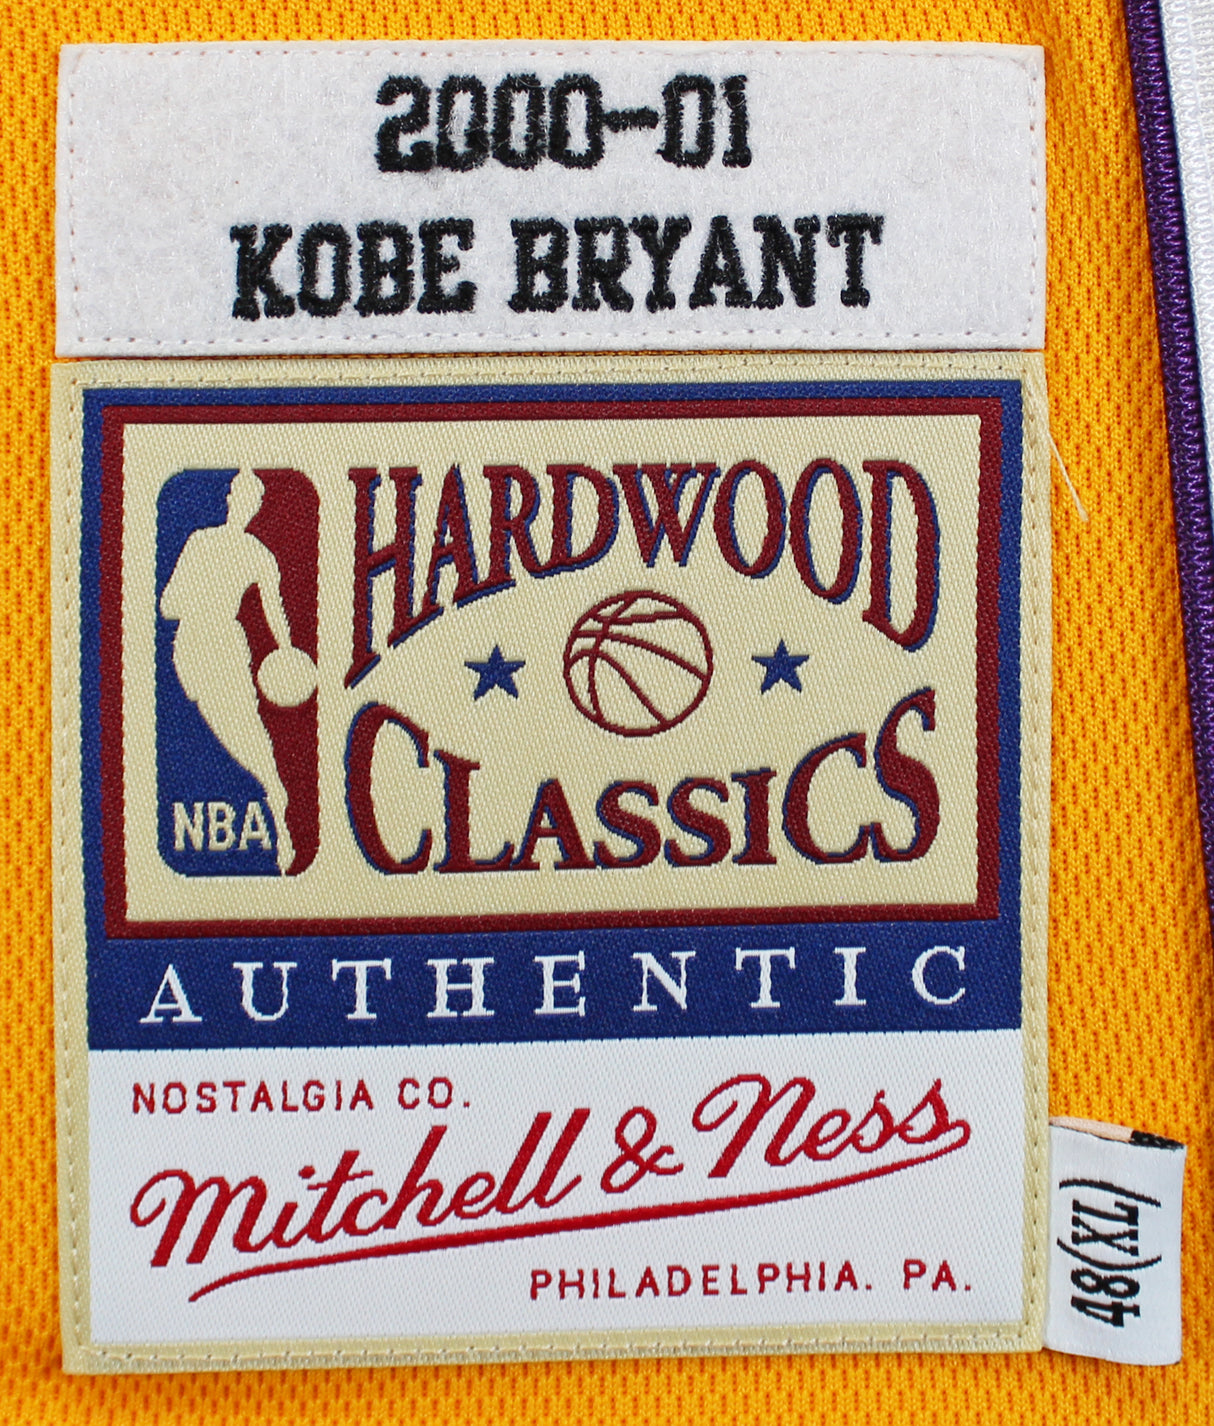 2000-01
KOBE BRYANT
HARDWOOD
CLASSICS
NBA
AUTHENTIC
NOSTALGIA CO.
Mitchell & Ness
PHILADELPHIA. PA.
48(XL)